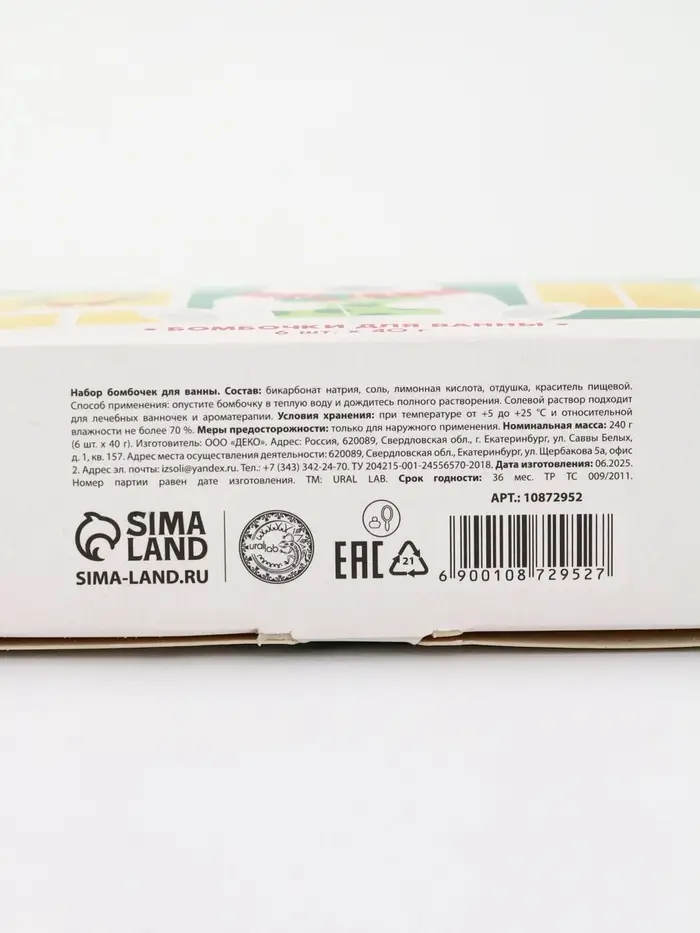 • БОМБОЧКИ ДЛЯ ВАННЫ •
6 ШТ. Х 40 Г
Набор бомбочек для ванны. Состав: бикарбонат натрия, соль, лимонная кислота, отдушка, краситель пищевой.
Способ применения: опустите бомбочку в теплую воду и дождитесь полного растворения. Солевой раствор подходит
для лечебных ванночек и ароматерапии. Условия хранения: при температуре от +5 до +25 °C и относительной
влажности не более 70 %. Меры предосторожности: только для наружного применения. Номинальная масса: 240 г
(6 шт. х 40 г). Изготовитель: ООО «ДЕКО». Адрес: Россия, 620089, Свердловская обл., г. Екатеринбург, ул. Саввы Белых,
д. 1, кв. 157. Адрес места осуществления деятельности: 620089, Свердловская обл., г. Екатеринбург, ул. Щербакова 5а, офис
2. Адрес эл. почты: izsoli@yandex.ru. Тел.: +7 (343) 342-24-70. ТУ 204215-001-24556570-2018. Дата изготовления: 06.2025.
Номер партии равен дате изготовления. ТМ: URAL LAB. Срок годности: 36 мес. ТР ТС 009/2011.
АРТ.: 10872952
SIMA
LAND
SIMA-LAND.RU
ural lab
EAC
21
6 900108 729527